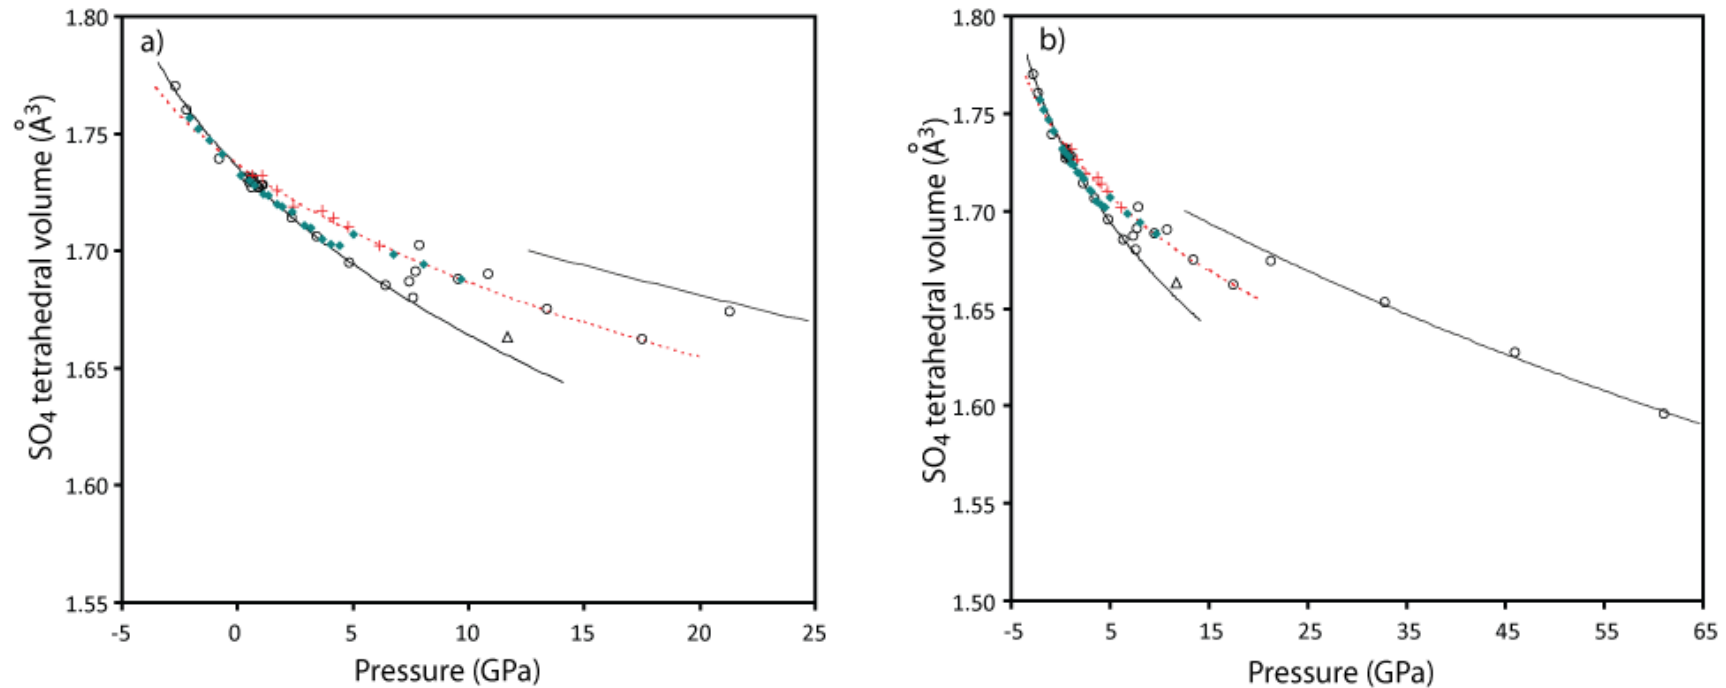 a)
1.80
1.75
1.70
1.65
1.60
1.55
-5 0 5 10 15 20 25
Pressure (GPa)
SO4 tetrahedral volume (Å3)
b)
1.80
1.75
1.70
1.65
1.60
1.55
1.50
-5 5 15 25 35 45 55 65
Pressure (GPa)
SO4 tetrahedral volume (Å3)